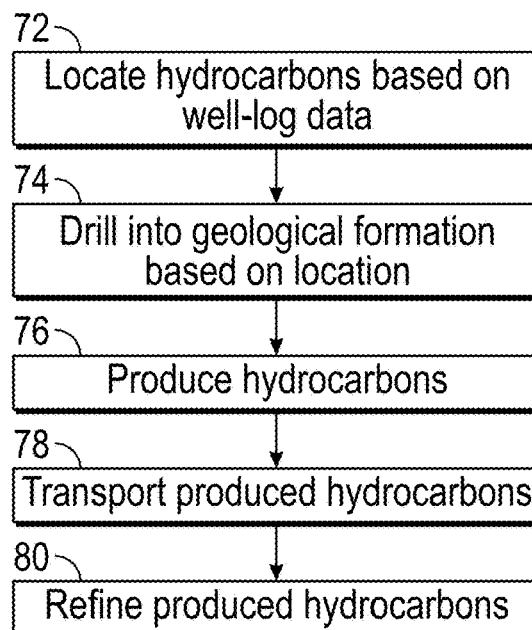 72
Locate hydrocarbons based on
well-log data
74
Drill into geological formation
based on location
76
Produce hydrocarbons
78
Transport produced hydrocarbons
80
Refine produced hydrocarbons